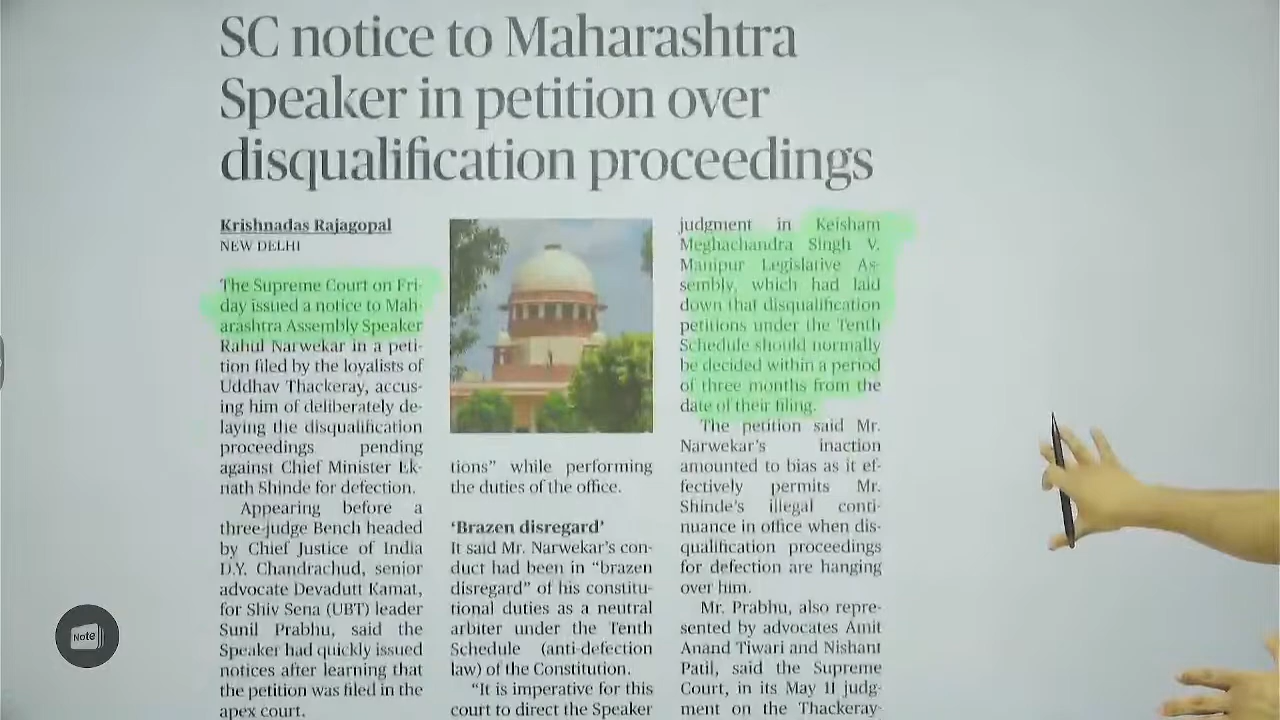 SC notice to Maharashtra
Speaker in petition over
disqualification proceedings
Krishnadas Rajagopal
NEW DELHI
The Supreme Court on Fri-
day issued a notice to Mah-
arashtra Assembly Speaker
Rahul Narwekar in a peti-
tion filed by the loyalists of
Uddhav Thackeray, accus-
ing him of deliberately de-
laying the disqualification
proceedings pending
against Chief Minister Ek-
nath Shinde for defection.
Appearing before a
three-judge Bench headed
by Chief Justice of India
D.Y. Chandrachud, senior
advocate Devadutt Kamat,
for Shiv Sena (UBT) leader
Sunil Prabhu, said the
Speaker had quickly issued
notices after learning that
the petition was filed in the
apex court.
tions” while performing
the duties of the office.
‘Brazen disregard’
It said Mr. Narwekar’s con-
duct had been in “brazen
disregard” of his constitu-
tional duties as a neutral
arbiter under the Tenth
Schedule (anti-defection
law) of the Constitution.
“It is imperative for this
court to direct the Speaker
judgment in Keisham
Meghachandra Singh V.
Manipur Legislative As-
sembly, which had laid
down that disqualification
petitions under the Tenth
Schedule should normally
be decided within a period
of three months from the
date of their filing.
The petition said Mr.
Narwekar’s inaction
amounted to bias as it ef-
fectively permits Mr.
Shinde’s illegal conti-
nuance in office when dis-
qualification proceedings
for defection are hanging
over him.
Mr. Prabhu, also repre-
sented by advocates Amit
Anand Tiwari and Nishant
Patil, said the Supreme
Court, in its May 11 judg-
ment on the Thackeray-
Note